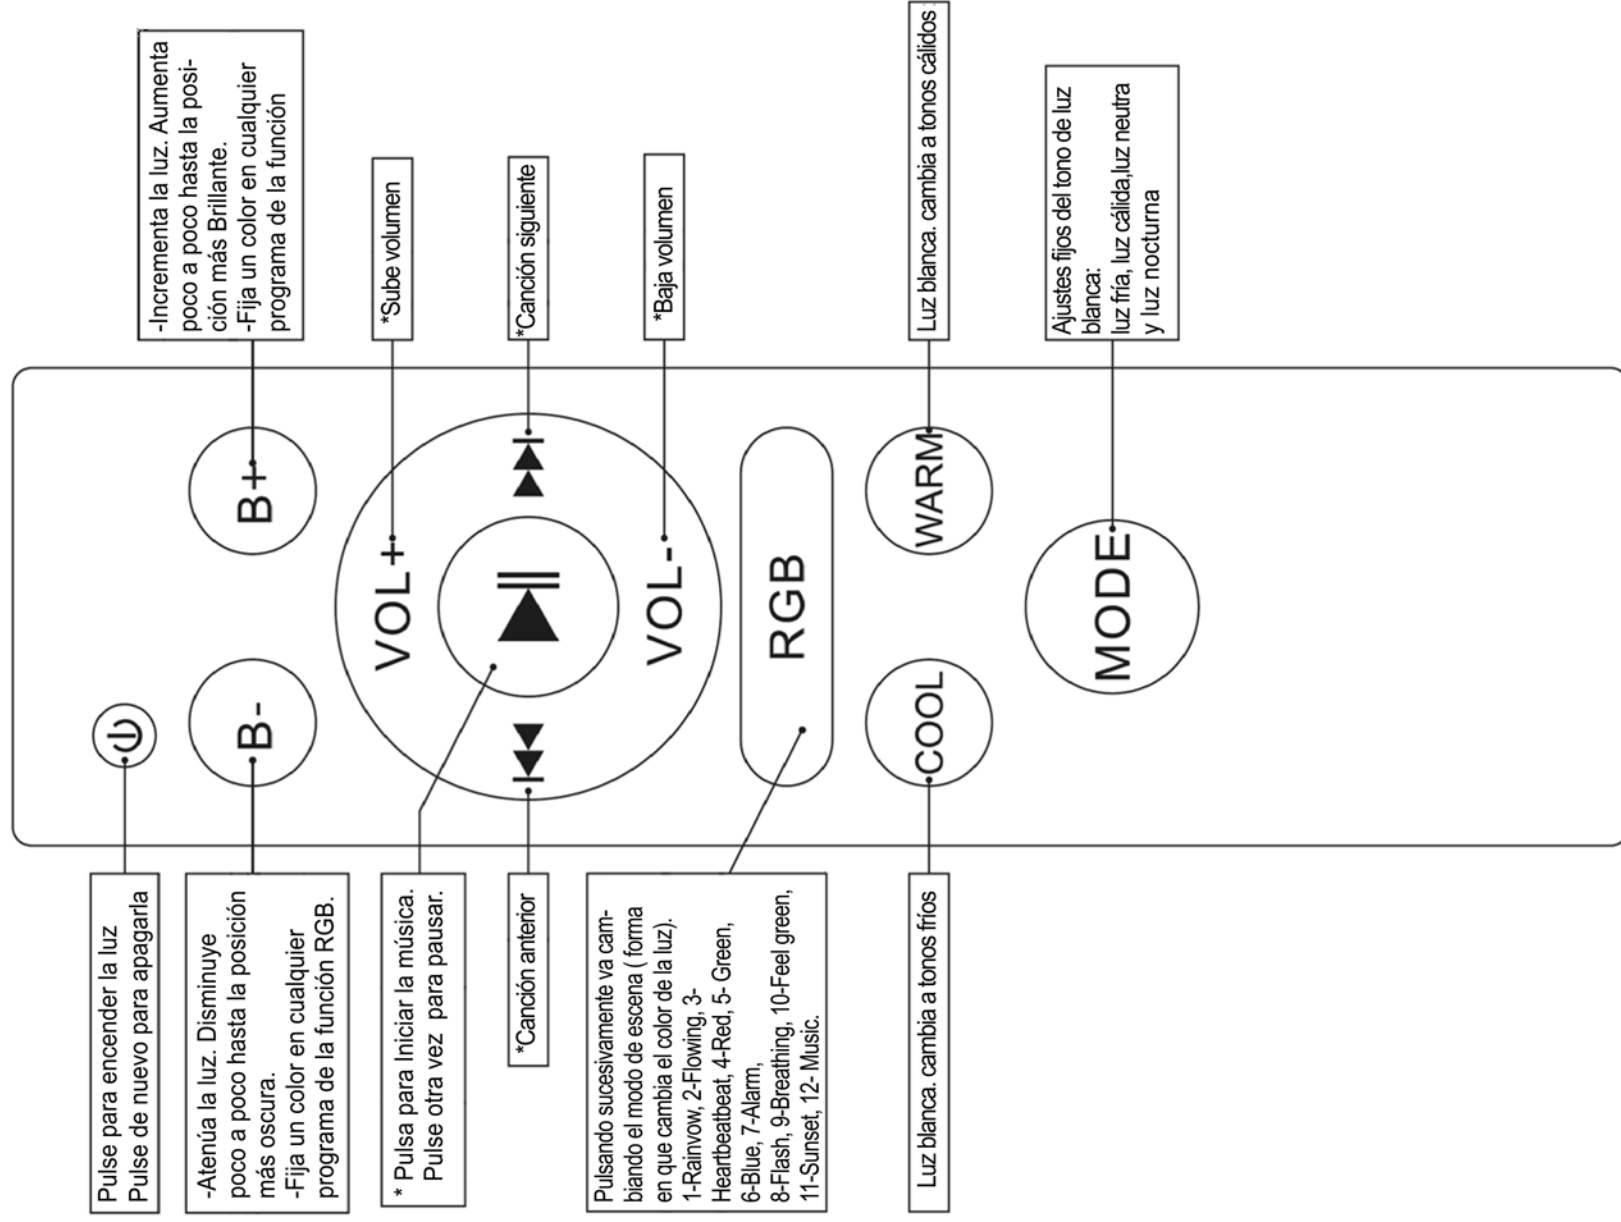 Pulse para encender la luz
Pulse de nuevo para apagarla
-Atenúa la luz. Disminuye
poco a poco hasta la posición
más oscura.
-Fija un color en cualquier
programa de la función RGB.
* Pulsa para Iniciar la música.
Pulse otra vez para pausar.
*Canción anterior
Pulsando sucesivamente va cam-
biando el modo de escena ( forma
en que cambia el color de la luz).
1-Rainvow, 2-Flowing, 3-
Heartbeatbeat, 4-Red, 5- Green,
6-Blue, 7-Alarm,
8-Flash, 9-Breathing, 10-Feel green,
11-Sunset, 12- Music.
Luz blanca. cambia a tonos fríos
B-
B+
VOL+
VOL-
RGB
COOL
WARM
MODE
-Incrementa la luz. Aumenta
poco a poco hasta la posi-
ción más Brillante.
-Fija un color en cualquier
programa de la función
*Sube volumen
*Canción siguiente
*Baja volumen
Luz blanca. cambia a tonos cálidos
Ajustes fijos del tono de luz
blanca:
luz fría, luz cálida,luz neutra
y luz nocturna